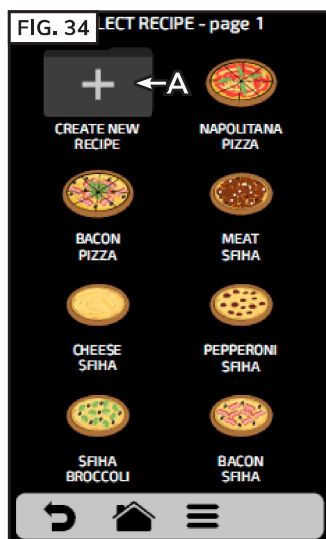 FIG. 34
LECT RECIPE - page 1
A
CREATE NEW
RECIPE
NAPOLITANA
PIZZA
BACON
PIZZA
MEAT
SFIHA
CHEESE
SFIHA
PEPPERONI
SFIHA
SFIHA
BROCCOLI
BACON
SFIHA